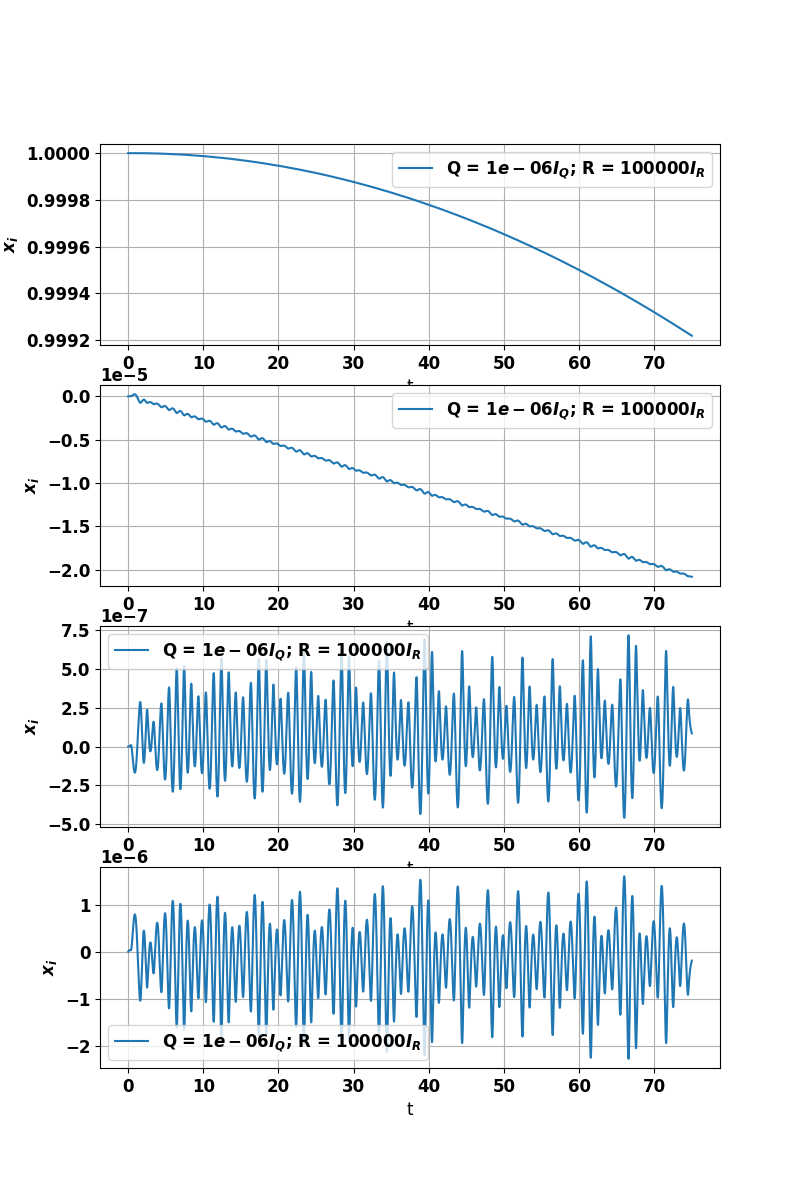 1.0000
0.9998
0.9996
0.9994
0.9992
x_i
Q = 1e − 06I_Q; R = 100000I_R
0 10 20 30 40 50 60 70
t
1e−5
0.0
−0.5
−1.0
−1.5
−2.0
x_i
Q = 1e − 06I_Q; R = 100000I_R
0 10 20 30 40 50 60 70
t
1e−7
7.5
5.0
2.5
0.0
−2.5
−5.0
x_i
Q = 1e − 06I_Q; R = 100000I_R
0 10 20 30 40 50 60 70
t
1e−6
1
0
−1
−2
x_i
Q = 1e − 06I_Q; R = 100000I_R
0 10 20 30 40 50 60 70
t